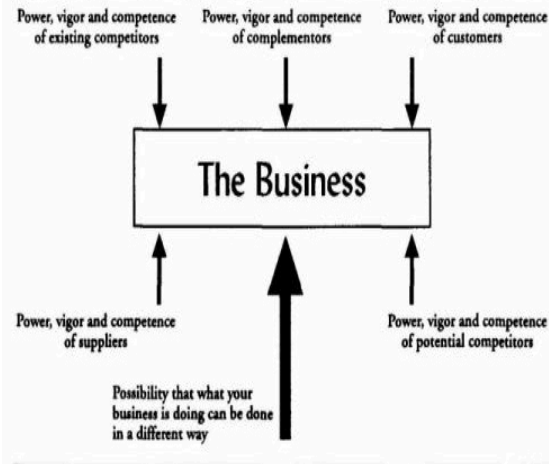 Power, vigor and competence
of existing competitors
Power, vigor and competence
of complementors
Power, vigor and competence
of customers
The Business
Power, vigor and competence
of suppliers
Power, vigor and competence
of potential competitors
Possibility that what your
business is doing can be done
in a different way